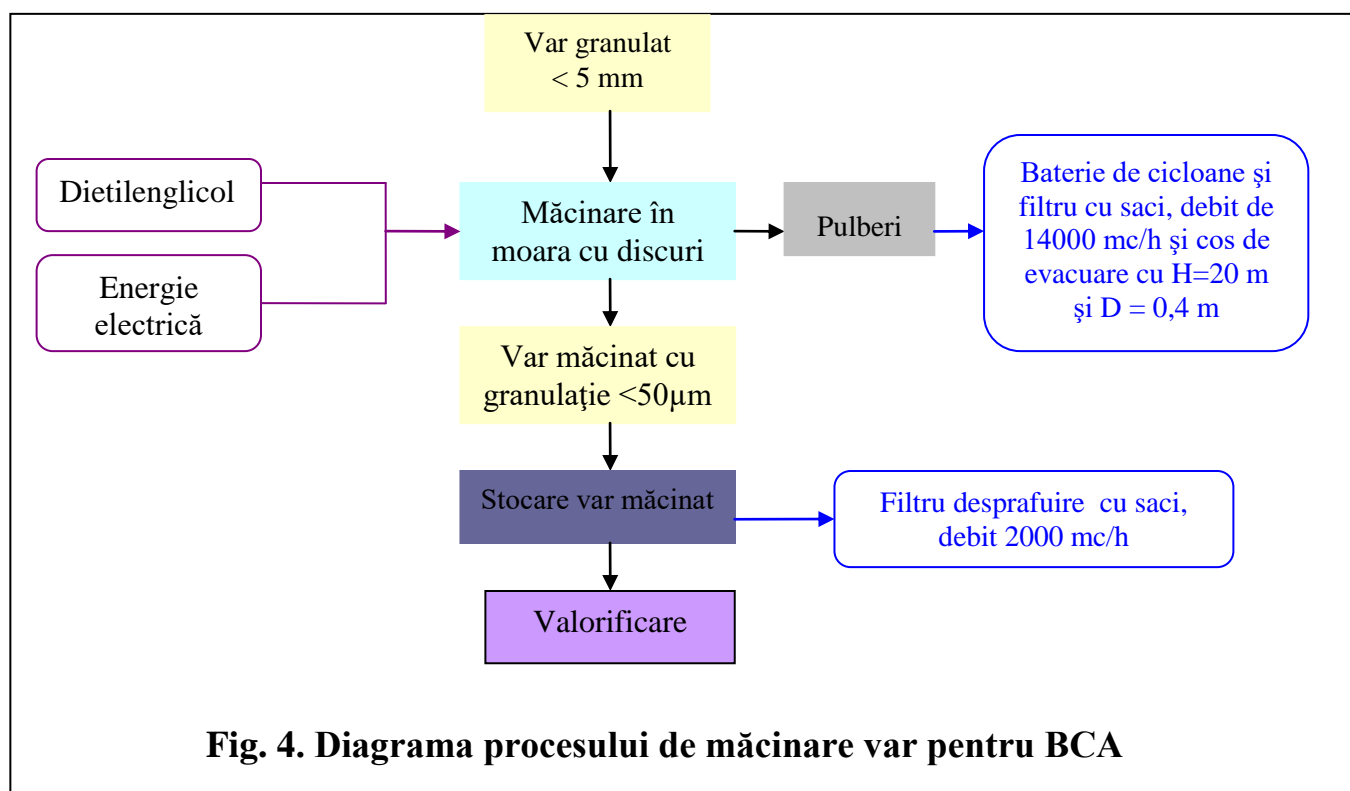 Var granulat
< 5 mm
Dietilenglicol
Energie
electrică
Măcinare în
moara cu discuri
Pulberi
Baterie de cicloane şi
filtru cu saci, debit de
14000 mc/h şi cos de
evacuare cu H=20 m
şi D = 0,4 m
Var măcinat cu
granulaţie <50µm
Stocare var măcinat
Filtru desprafuire  cu saci,
debit 2000 mc/h
Valorificare
Fig. 4. Diagrama procesului de măcinare var pentru BCA